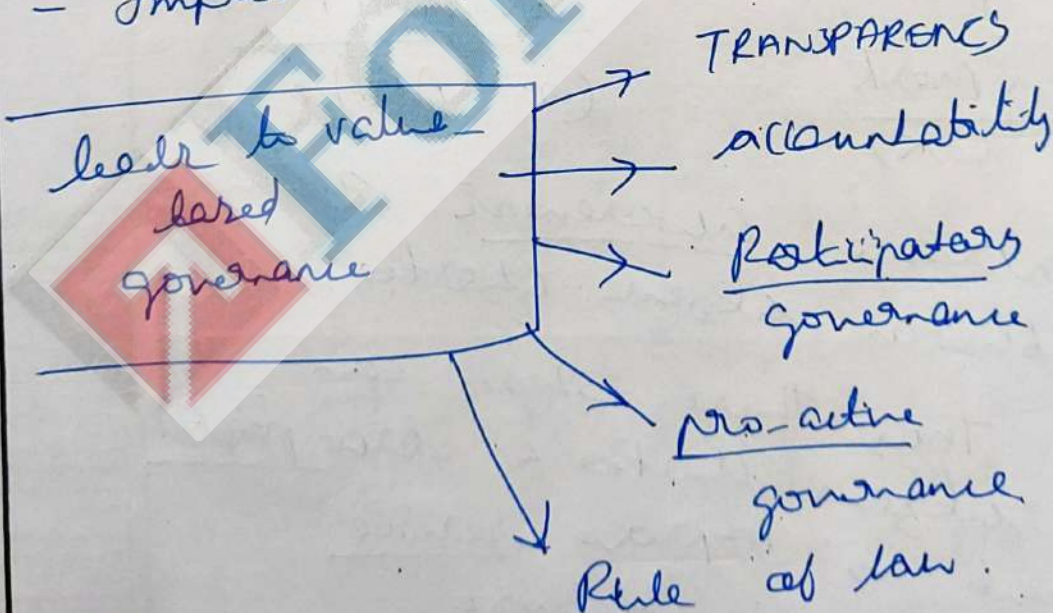 leads to value-
based
governance
TRANSPARENCY
accountability
Participatory
governance
pro-active
governance
Rule of law.